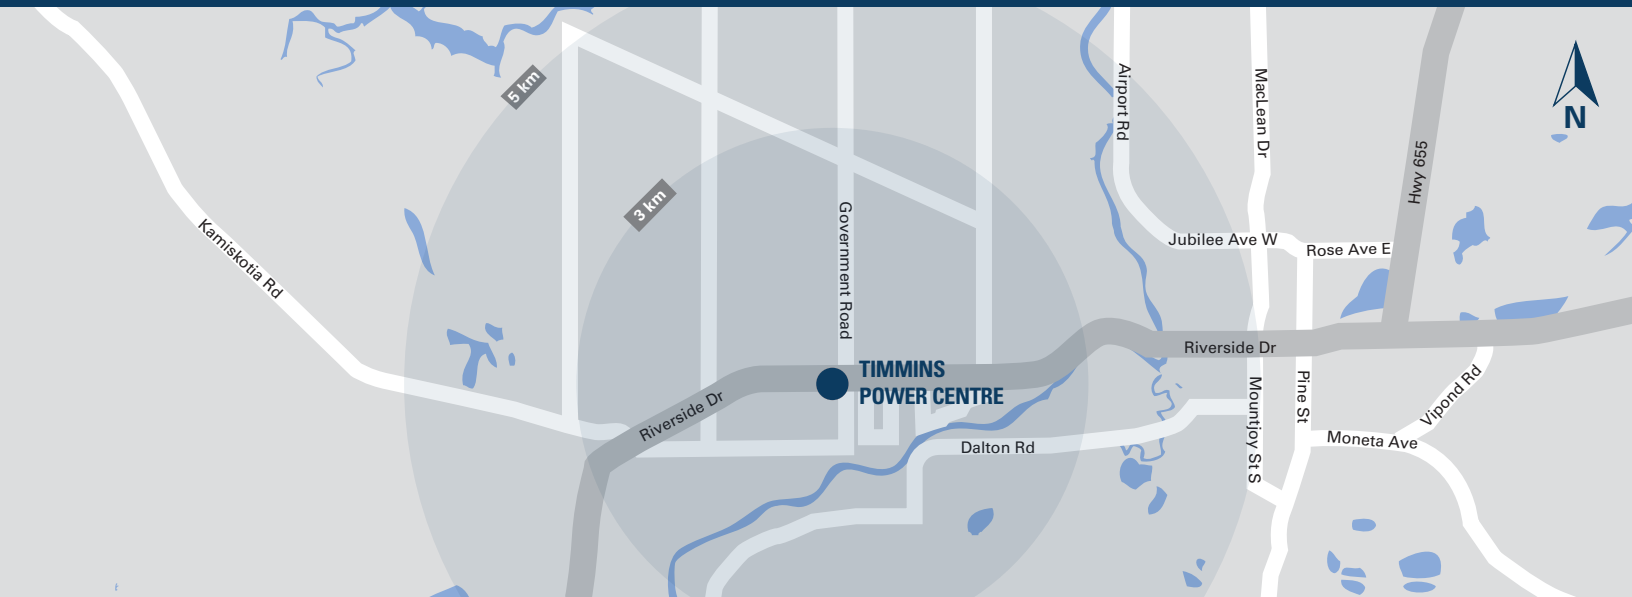 5 km
Airport Rd
MacLean Dr
N
Hwy 655
3 km
Kamiskotia Rd
Government Road
Jubilee Ave W
Rose Ave E
Riverside Dr
TIMMINS
POWER CENTRE
Riverside Dr
Mountjoy St S
Pine St
Vipond Rd
Moneta Ave
Dalton Rd